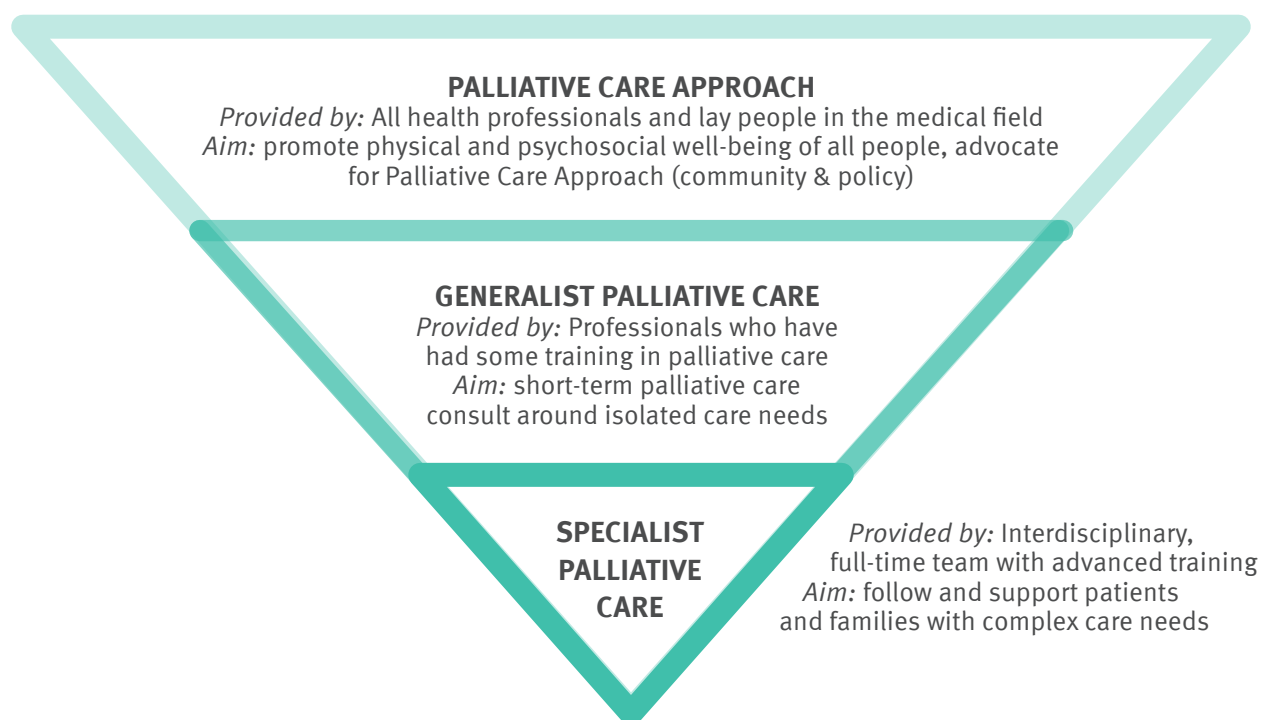 PALLIATIVE CARE APPROACH
Provided by: All health professionals and lay people in the medical field
Aim: promote physical and psychosocial well-being of all people, advocate
for Palliative Care Approach (community & policy)
GENERALIST PALLIATIVE CARE
Provided by: Professionals who have
had some training in palliative care
Aim: short-term palliative care
consult around isolated care needs
SPECIALIST
PALLIATIVE
CARE
Provided by: Interdisciplinary,
full-time team with advanced training
Aim: follow and support patients
and families with complex care needs